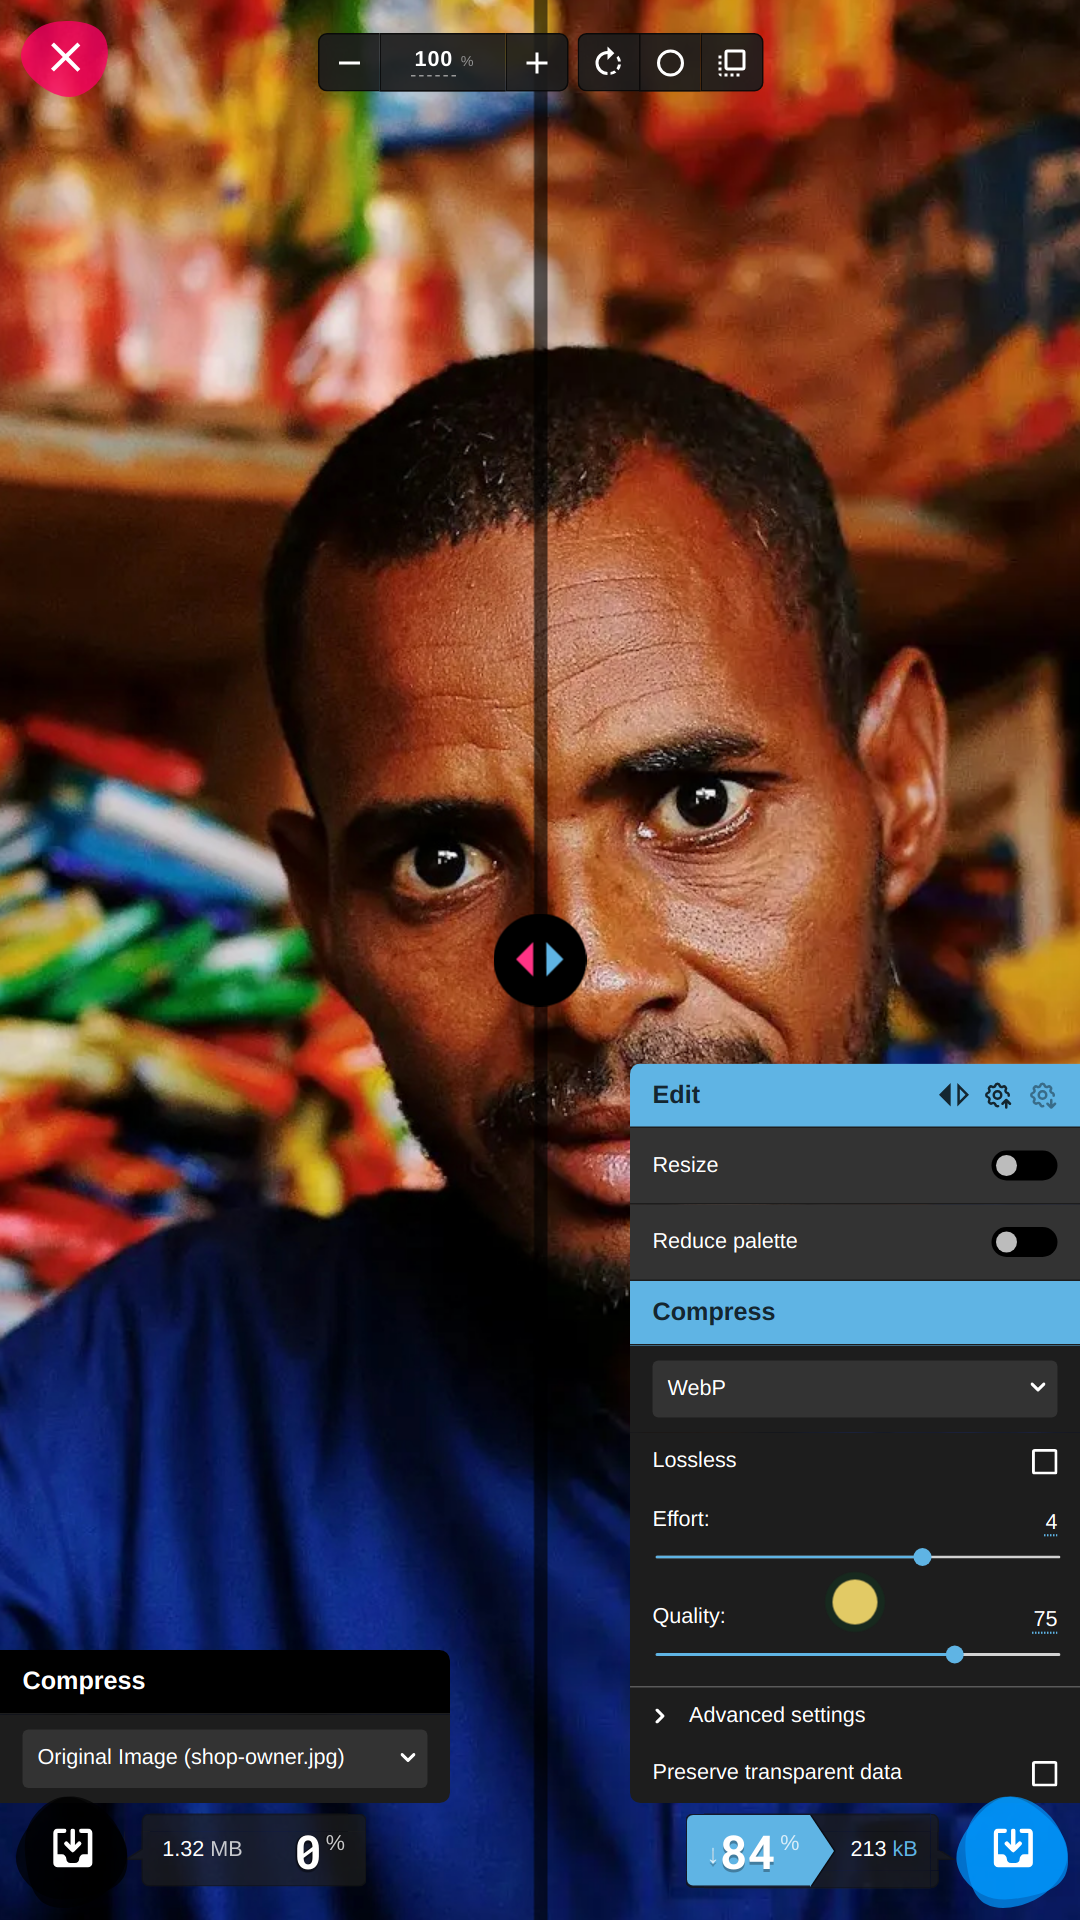 100 %
Edit
Resize
Reduce palette
Compress
WebP
Lossless
Effort:
4
Quality:
75
Advanced settings
Preserve transparent data
Compress
Original Image (shop-owner.jpg)
1.32 MB
0 %
↓84 %
213 kB